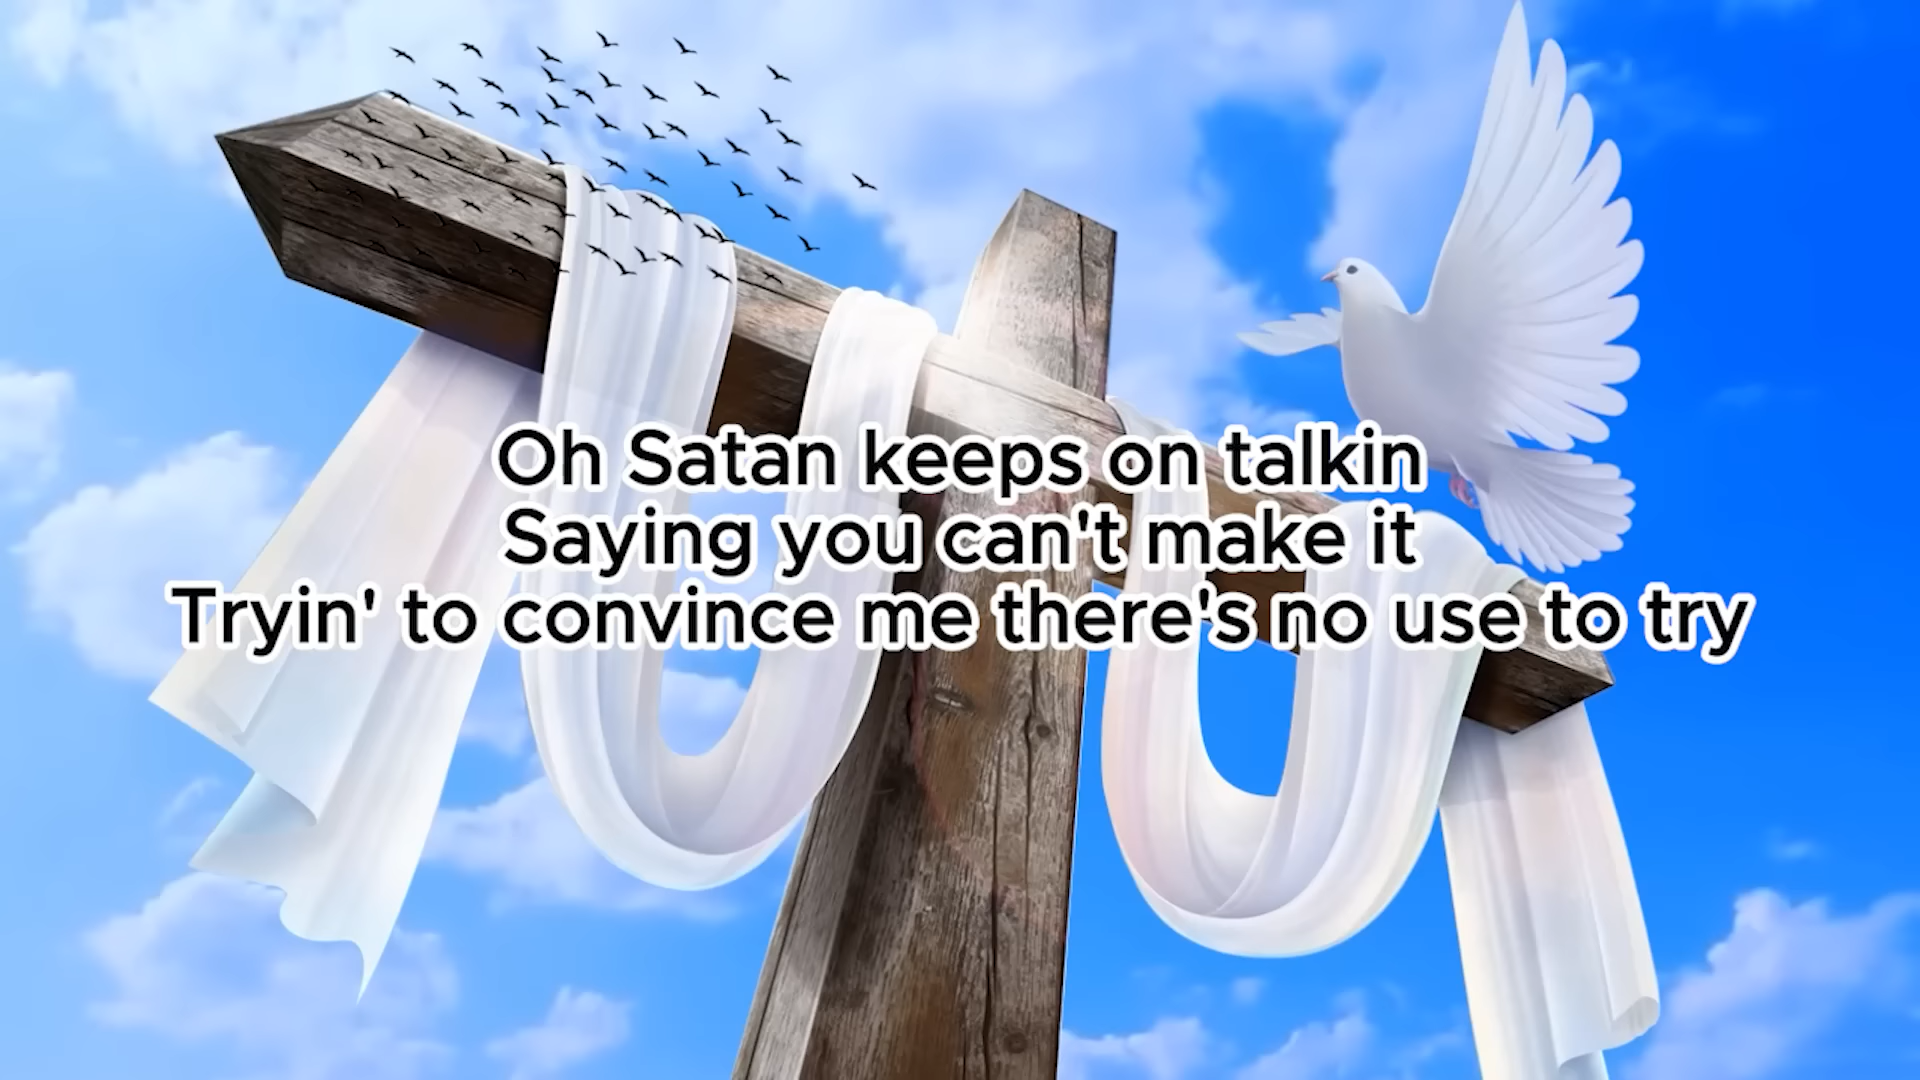 Oh Satan keeps on talkin
Saying you can't make it
Tryin' to convince me there's no use to try